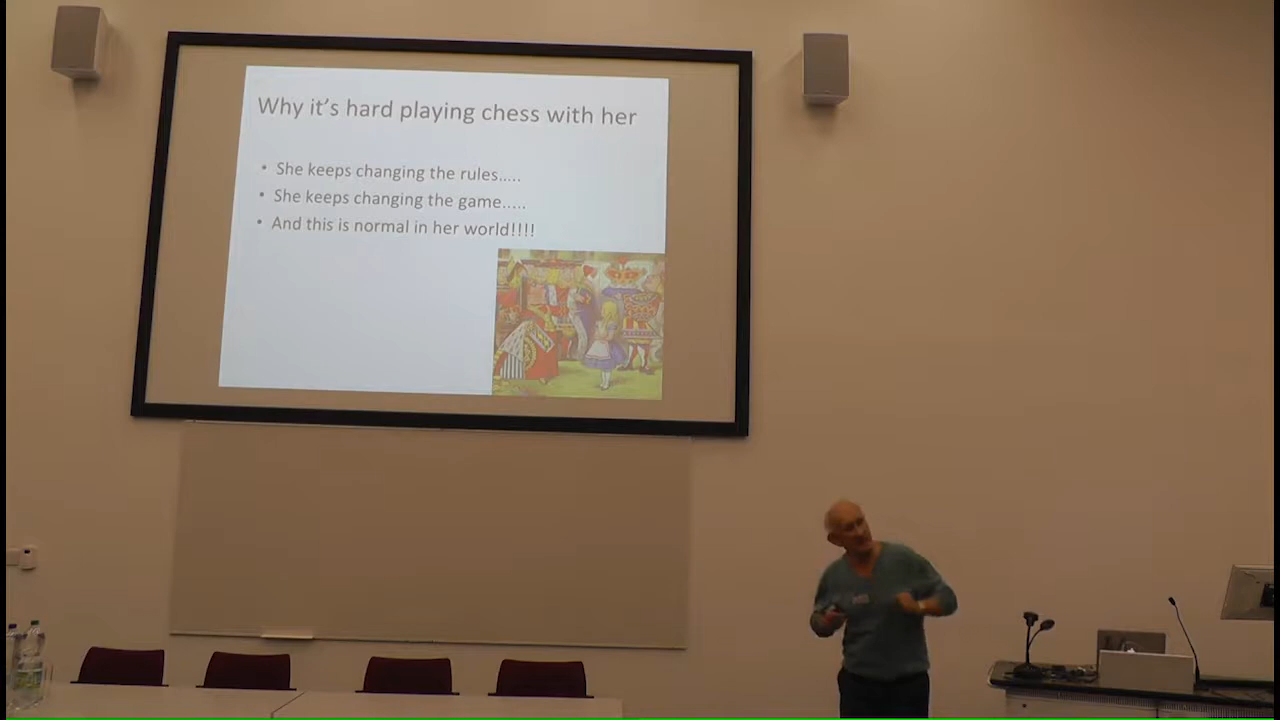 Why it's hard playing chess with her
• She keeps changing the rules.....
• She keeps changing the game.....
• And this is normal in her world!!!!